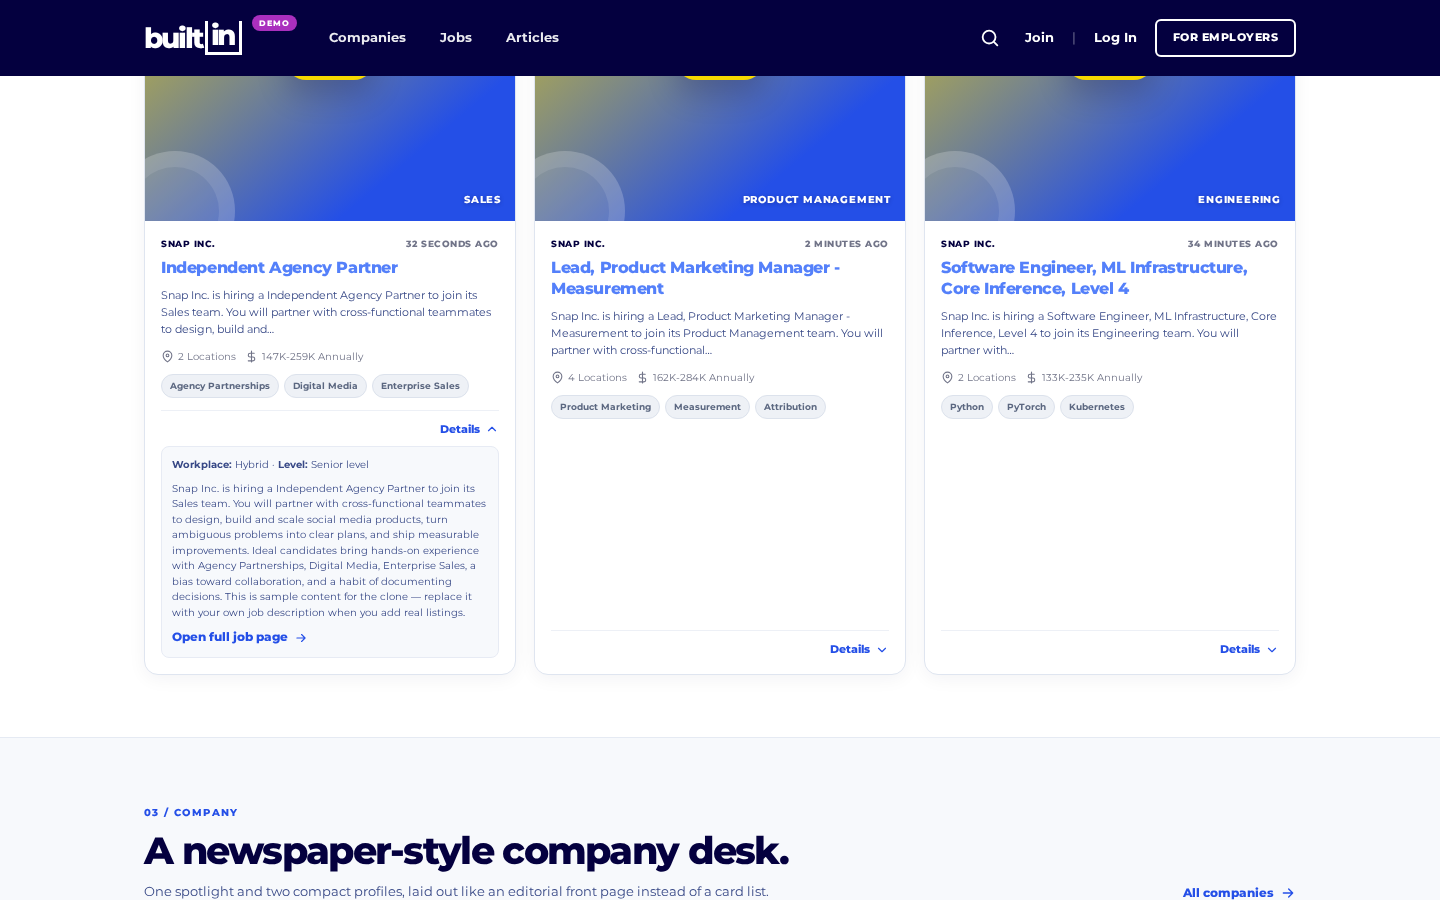 built in
DEMO
Companies
Jobs
Articles
Join
|
Log In
FOR EMPLOYERS
SALES
SNAP INC.
32 SECONDS AGO
Independent Agency Partner
Snap Inc. is hiring a Independent Agency Partner to join its
Sales team. You will partner with cross-functional teammates
to design, build and...
2 Locations
147K-259K Annually
Agency Partnerships
Digital Media
Enterprise Sales
Details
Workplace: Hybrid · Level: Senior level
Snap Inc. is hiring a Independent Agency Partner to join its
Sales team. You will partner with cross-functional teammates
to design, build and scale social media products, turn
ambiguous problems into clear plans, and ship measurable
improvements. Ideal candidates bring hands-on experience
with Agency Partnerships, Digital Media, Enterprise Sales, a
bias toward collaboration, and a habit of documenting
decisions. This is sample content for the clone — replace it
with your own job description when you add real listings.
Open full job page
PRODUCT MANAGEMENT
SNAP INC.
2 MINUTES AGO
Lead, Product Marketing Manager -
Measurement
Snap Inc. is hiring a Lead, Product Marketing Manager -
Measurement to join its Product Management team. You will
partner with cross-functional...
4 Locations
162K-284K Annually
Product Marketing
Measurement
Attribution
Details
ENGINEERING
SNAP INC.
34 MINUTES AGO
Software Engineer, ML Infrastructure,
Core Inference, Level 4
Snap Inc. is hiring a Software Engineer, ML Infrastructure, Core
Inference, Level 4 to join its Engineering team. You will
partner with...
2 Locations
133K-235K Annually
Python
PyTorch
Kubernetes
Details
03 / COMPANY
A newspaper-style company desk.
One spotlight and two compact profiles, laid out like an editorial front page instead of a card list.
All companies